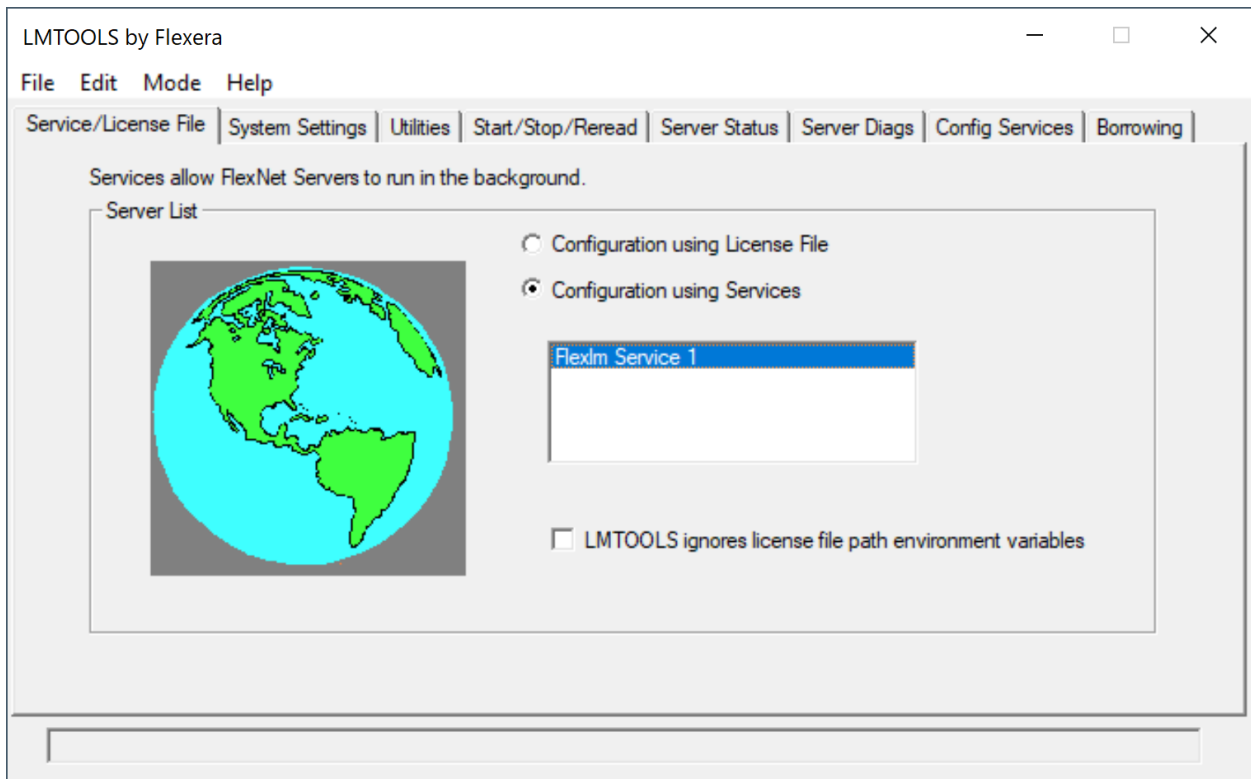 LMTOOLS by Flexera
File Edit Mode Help
Service/License File System Settings Utilities Start/Stop/Reread Server Status Server Diags Config Services Borrowing
Services allow FlexNet Servers to run in the background.
Server List
Configuration using License File
Configuration using Services
Flexlm Service 1
LMTOOLS ignores license file path environment variables